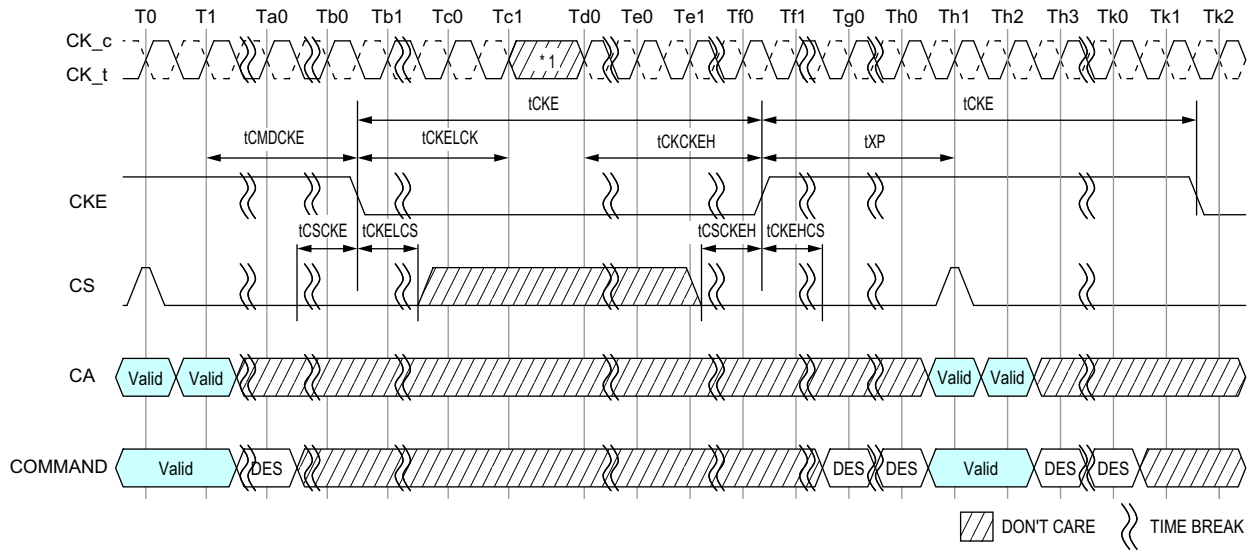 T0 T1 Ta0 Tb0 Tb1 Tc0 Tc1 Td0 Te0 Te1 Tf0 Tf1 Tg0 Th0 Th1 Th2 Th3 Tk0 Tk1 Tk2
CK_c
CK_t
* 1
tCKE tCKE
tCMDCKE tCKELCK tCKCKEH tXP
CKE
tCSCKE tCKELCS tCSCKEH tCKEHCS
CS
CA Valid Valid Valid Valid
COMMAND Valid DES DES DES Valid DES DES
DON'T CARE TIME BREAK